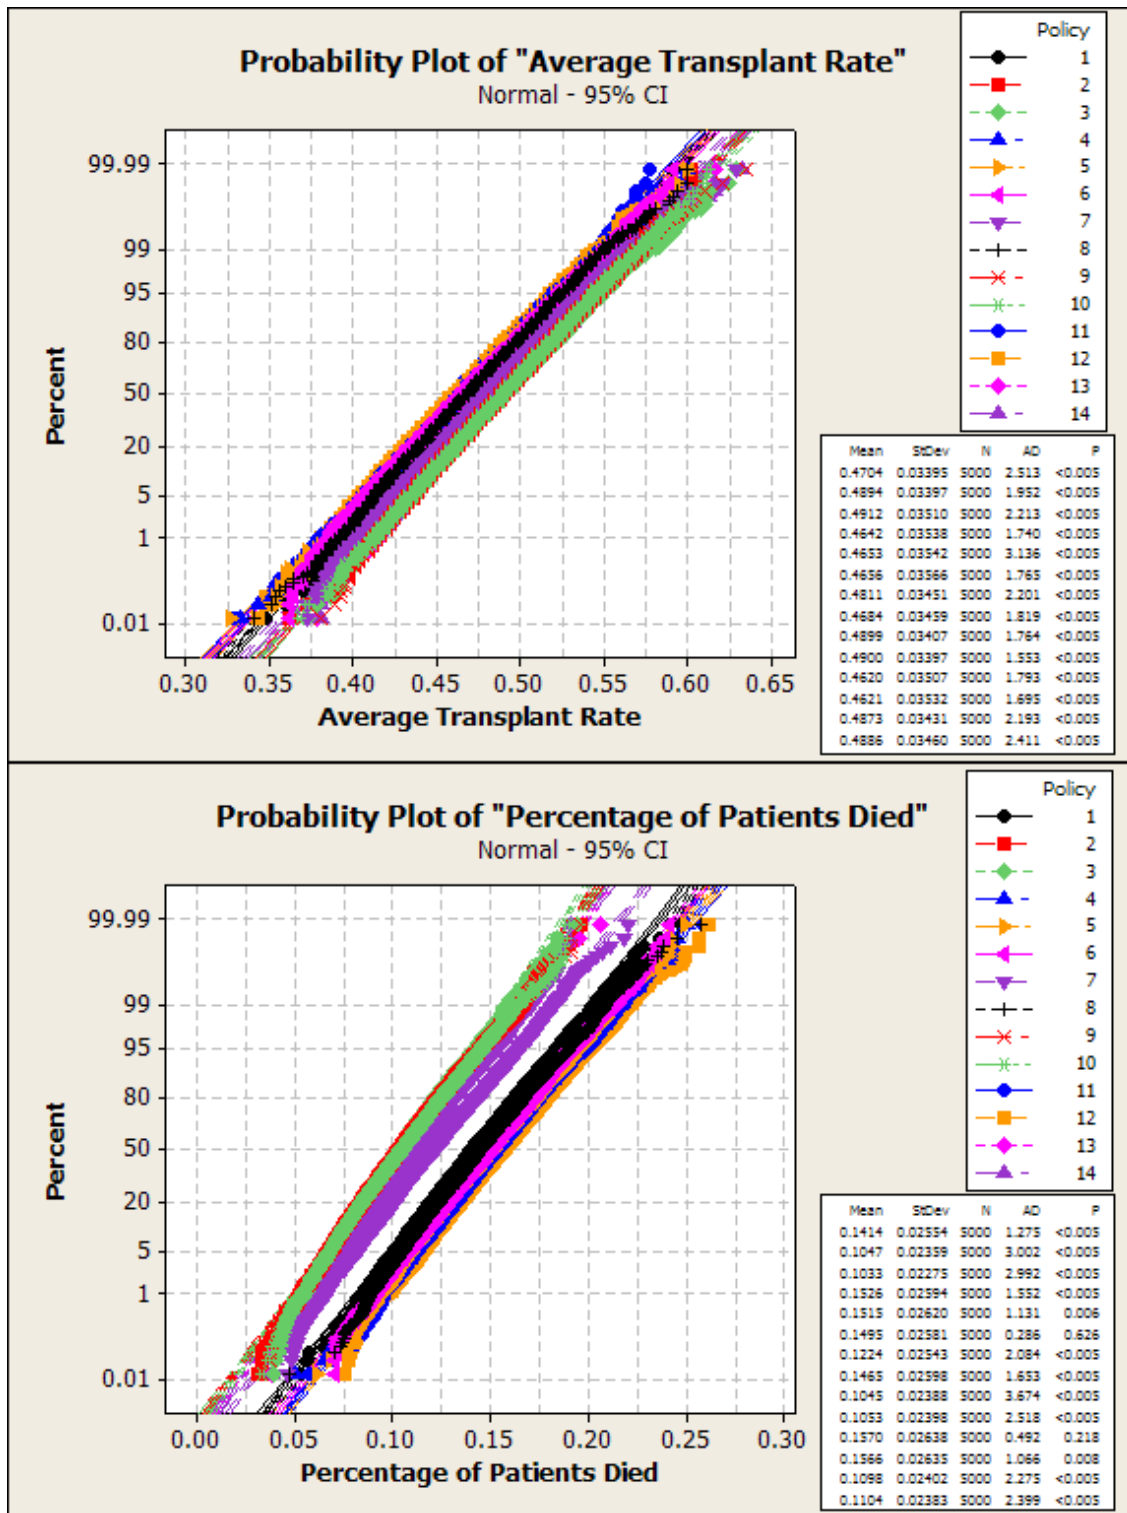 Probability Plot of "Average Transplant Rate"
Normal - 95% CI
Percent
99.99
99
95
80
50
20
5
1
0.01
0.30 0.35 0.40 0.45 0.50 0.55 0.60 0.65
Average Transplant Rate
Policy
1
2
3
4
5
6
7
8
9
10
11
12
13
14
Mean StDev N AD P
0.4704 0.03395 5000 2.513 <0.005
0.4894 0.03397 5000 1.952 <0.005
0.4912 0.03510 5000 2.213 <0.005
0.4642 0.03538 5000 1.740 <0.005
0.4653 0.03542 5000 3.136 <0.005
0.4656 0.03566 5000 1.765 <0.005
0.4811 0.03451 5000 2.201 <0.005
0.4684 0.03459 5000 1.819 <0.005
0.4899 0.03407 5000 1.764 <0.005
0.4900 0.03397 5000 1.553 <0.005
0.4620 0.03507 5000 1.793 <0.005
0.4621 0.03532 5000 1.695 <0.005
0.4873 0.03431 5000 2.193 <0.005
0.4886 0.03460 5000 2.411 <0.005
Probability Plot of "Percentage of Patients Died"
Normal - 95% CI
Percent
99.99
99
95
80
50
20
5
1
0.01
0.00 0.05 0.10 0.15 0.20 0.25 0.30
Percentage of Patients Died
Policy
1
2
3
4
5
6
7
8
9
10
11
12
13
14
Mean StDev N AD P
0.1414 0.02554 5000 1.275 <0.005
0.1047 0.02359 5000 3.002 <0.005
0.1033 0.02275 5000 2.992 <0.005
0.1526 0.02594 5000 1.552 <0.005
0.1515 0.02620 5000 1.131 0.006
0.1495 0.02581 5000 0.286 0.626
0.1224 0.02543 5000 2.084 <0.005
0.1465 0.02598 5000 1.653 <0.005
0.1045 0.02388 5000 3.674 <0.005
0.1053 0.02398 5000 2.518 <0.005
0.1570 0.02638 5000 0.492 0.218
0.1566 0.02635 5000 1.066 0.008
0.1098 0.02402 5000 2.275 <0.005
0.1104 0.02383 5000 2.399 <0.005